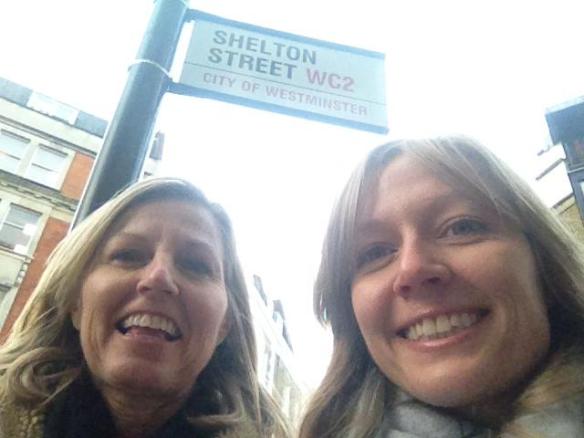 SHELTON
STREET WC2
CITY OF WESTMINSTER